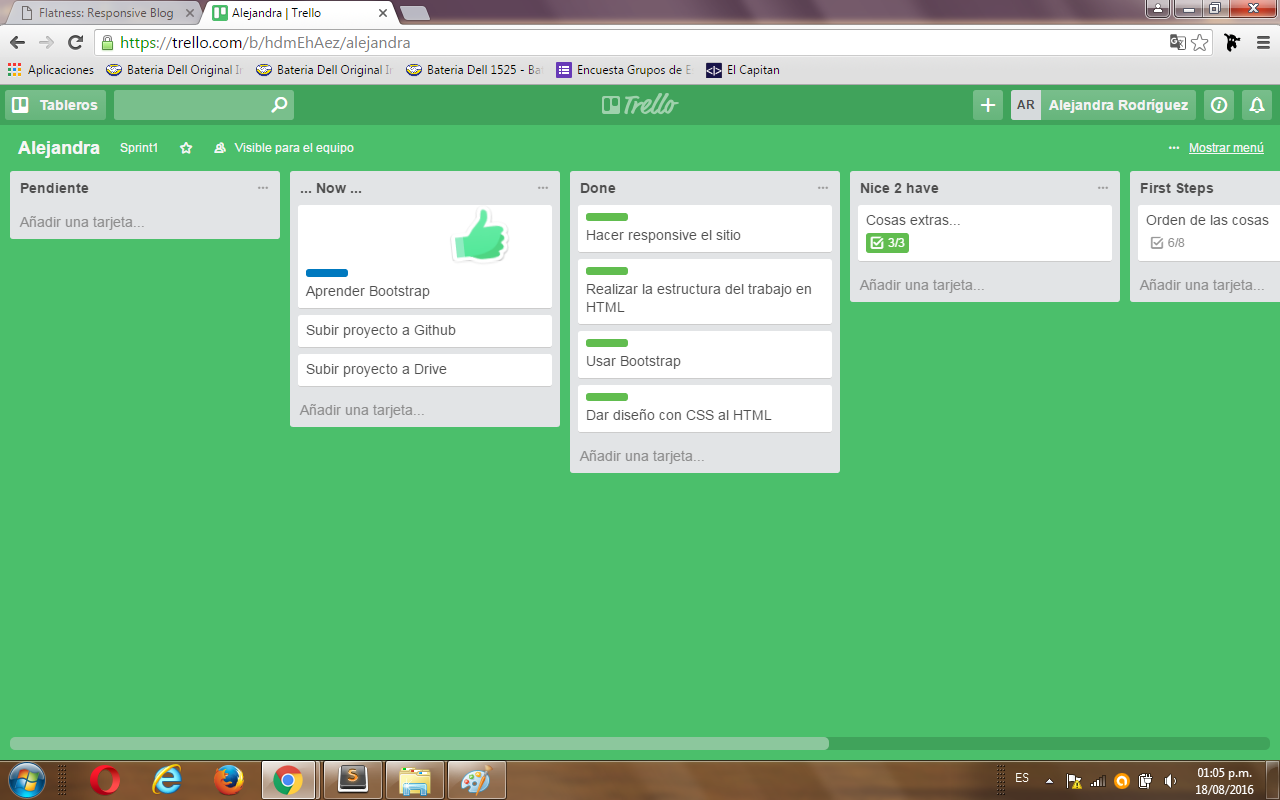 Flatness: Responsive Blog
Alejandra | Trello
https://trello.com/b/hdmEhAez/alejandra
Aplicaciones
Bateria Dell Original
Bateria Dell Original
Bateria Dell 1525 - Ba
Encuesta Grupos de E
El Capitan
Tableros
Trello
AR
Alejandra Rodríguez
Alejandra
Sprint1
Visible para el equipo
... Mostrar menú
Pendiente
Añadir una tarjeta...
... Now ...
Aprender Bootstrap
Subir proyecto a Github
Subir proyecto a Drive
Añadir una tarjeta...
Done
Hacer responsive el sitio
Realizar la estructura del trabajo en
HTML
Usar Bootstrap
Dar diseño con CSS al HTML
Añadir una tarjeta...
Nice 2 have
Cosas extras...
3/3
Añadir una tarjeta...
First Steps
Orden de las cosas
6/8
Añadir una tarjeta...
ES
01:05 p.m.
18/08/2016